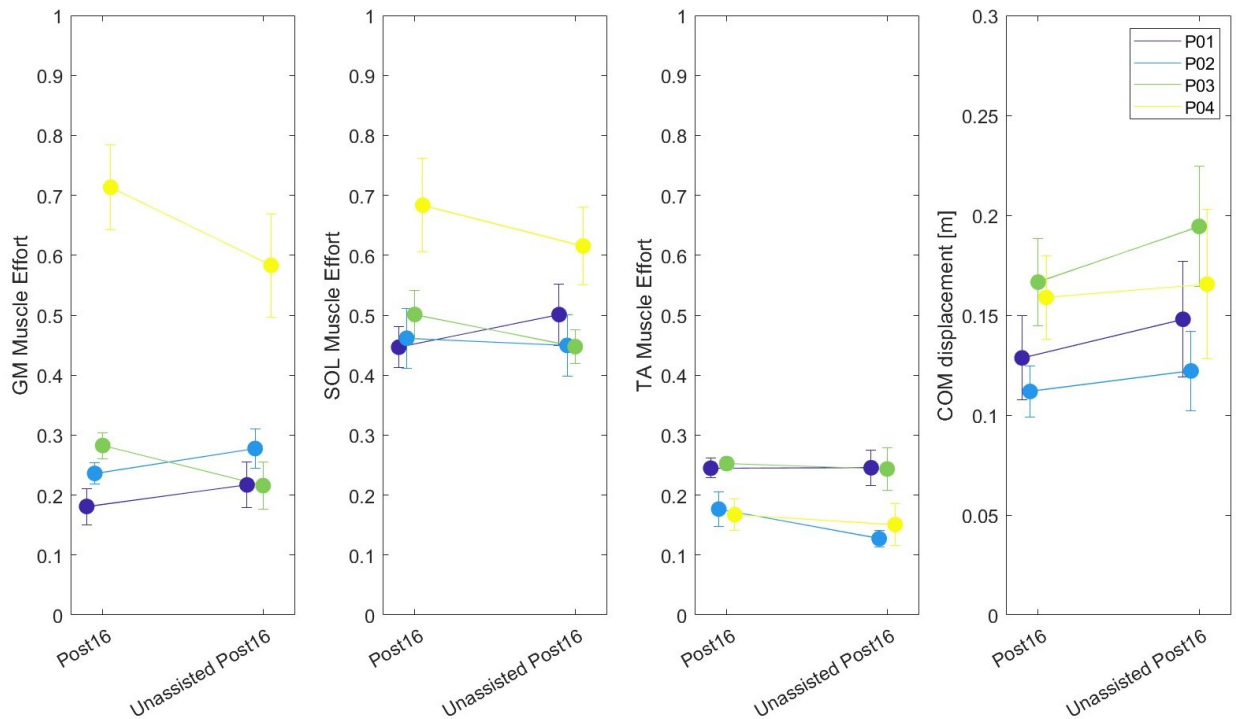 GM Muscle Effort
1
0.9
0.8
0.7
0.6
0.5
0.4
0.3
0.2
0.1
0
Post16
Unassisted Post16
SOL Muscle Effort
1
0.9
0.8
0.7
0.6
0.5
0.4
0.3
0.2
0.1
0
Post16
Unassisted Post16
TA Muscle Effort
1
0.9
0.8
0.7
0.6
0.5
0.4
0.3
0.2
0.1
0
Post16
Unassisted Post16
COM displacement [m]
0.3
0.25
0.2
0.15
0.1
0.05
0
Post16
Unassisted Post16
P01
P02
P03
P04